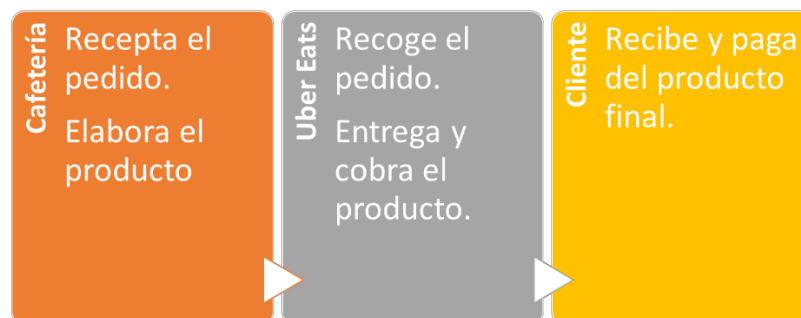 Cafetería
Recepta el
pedido.
Elabora el
producto
Uber Eats
Recoge el
pedido.
Entrega y
cobra el
producto.
Cliente
Recibe y paga
del producto
final.